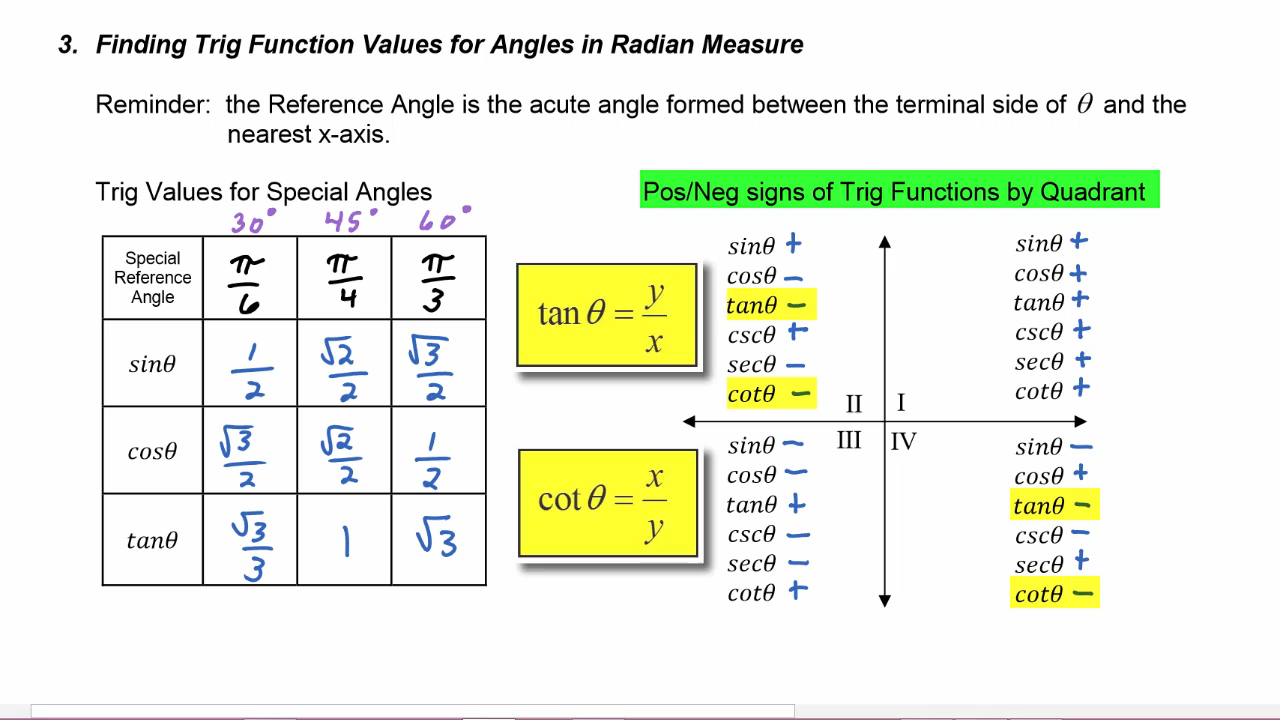 3. Finding Trig Function Values for Angles in Radian Measure
Reminder: the Reference Angle is the acute angle formed between the terminal side of θ and the
nearest x-axis.
Trig Values for Special Angles
30° 45° 60°
Special Reference Angle π/6 π/4 π/3
sinθ 1/2 √2/2 √3/2
cosθ √3/2 √2/2 1/2
tanθ √3/3 1 √3
tan θ = y/x
cot θ = x/y
Pos/Neg signs of Trig Functions by Quadrant
sinθ +
cosθ −
tanθ −
cscθ +
secθ −
cotθ −
II
sinθ +
cosθ +
tanθ +
cscθ +
secθ +
cotθ +
I
III
sinθ −
cosθ −
tanθ +
cscθ −
secθ −
cotθ +
IV
sinθ −
cosθ +
tanθ −
cscθ −
secθ +
cotθ −